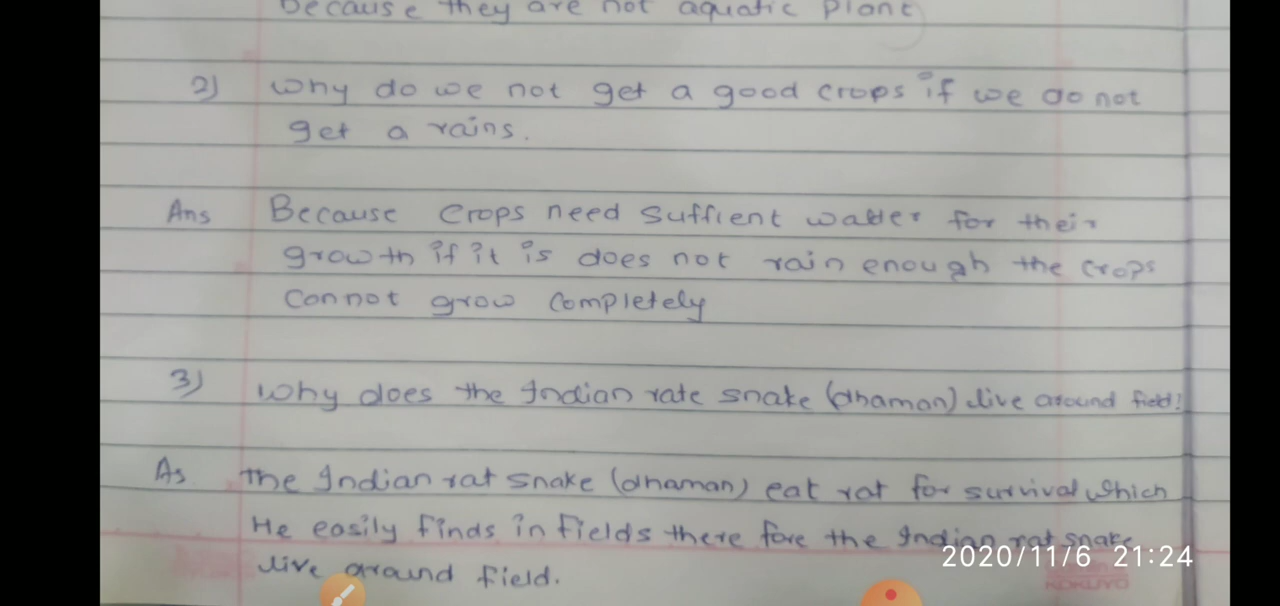 because they are not aquatic plant
2) why do we not get a good crops if we do not
get a rains.
Ans Because crops need suffient water for their
growth if it is does not rain enough the crops
connot grow completely
3) why does the Indian rate snake (dhaman) live around field?
As The Indian rat snake (dhaman) eat rat for survival which
He easily finds in fields there fore the Indian rat snake
live around field.
2020/11/6 21:24
KOKUYO